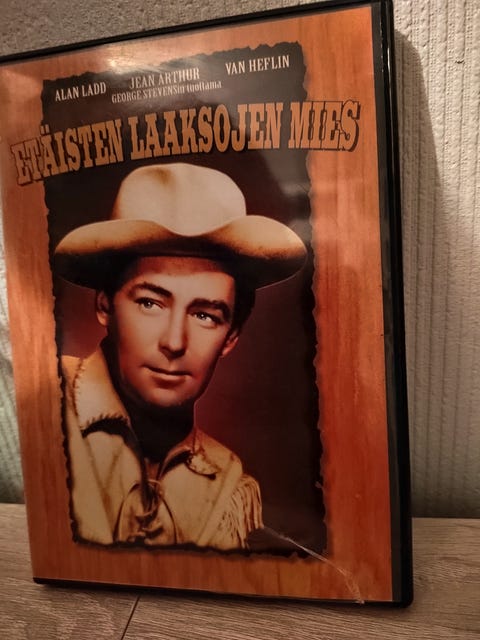 ALAN LADD JEAN ARTHUR VAN HEFLIN
GEORGE STEVENSin tuottama
ETÄISTEN LAAKSOJEN MIES